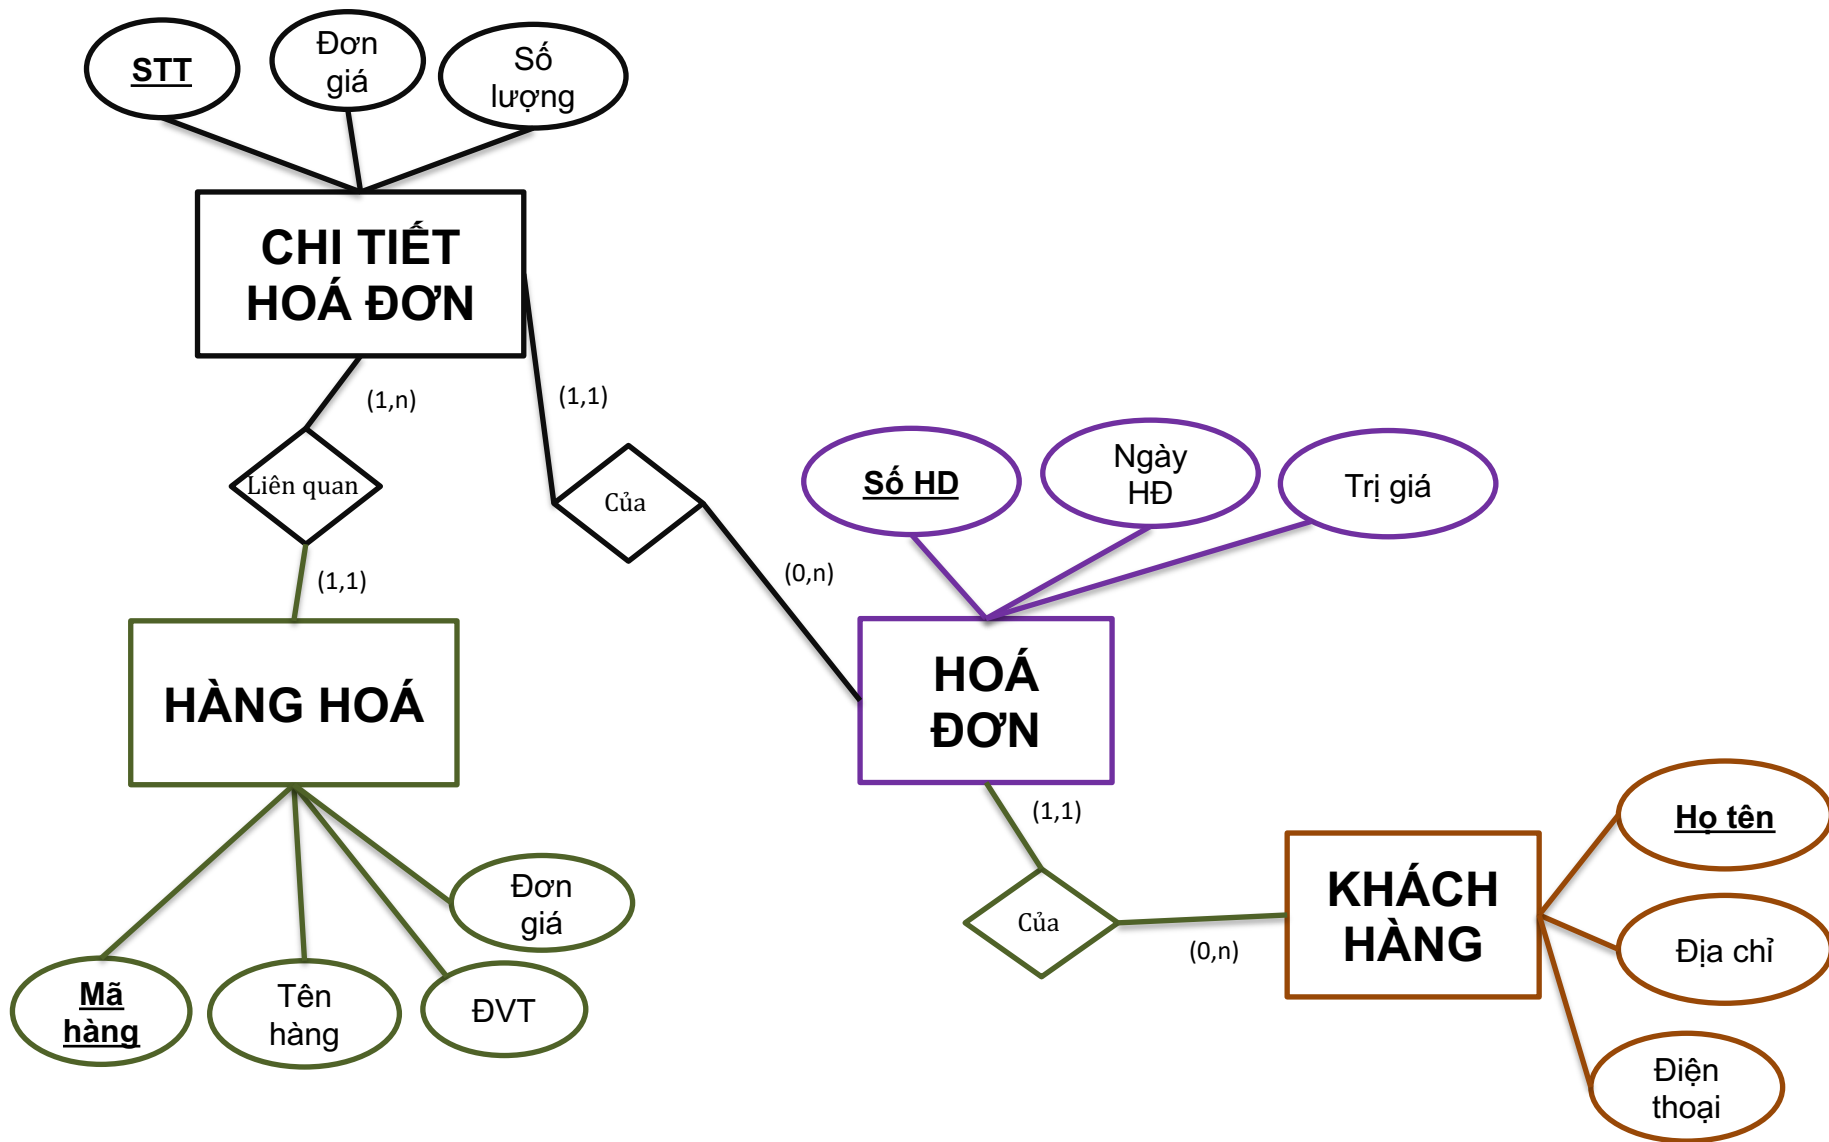 STT
Đơn
giá
Số
lượng
CHI TIẾT
HOÁ ĐƠN
(1,n)
(1,1)
Liên quan
Của
(1,1)
(0,n)
Số HD
Ngày
HĐ
Trị giá
HÀNG HOÁ
HOÁ
ĐƠN
(1,1)
Của
(0,n)
KHÁCH
HÀNG
Họ tên
Địa chỉ
Điện
thoại
Đơn
giá
Mã
hàng
Tên
hàng
ĐVT